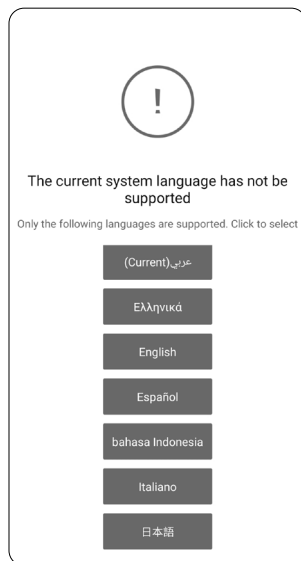 !
The current system language has not be
supported
Only the following languages are supported. Click to select
(Current)عربي
Ελληνικά
English
Español
bahasa Indonesia
Italiano
日本語